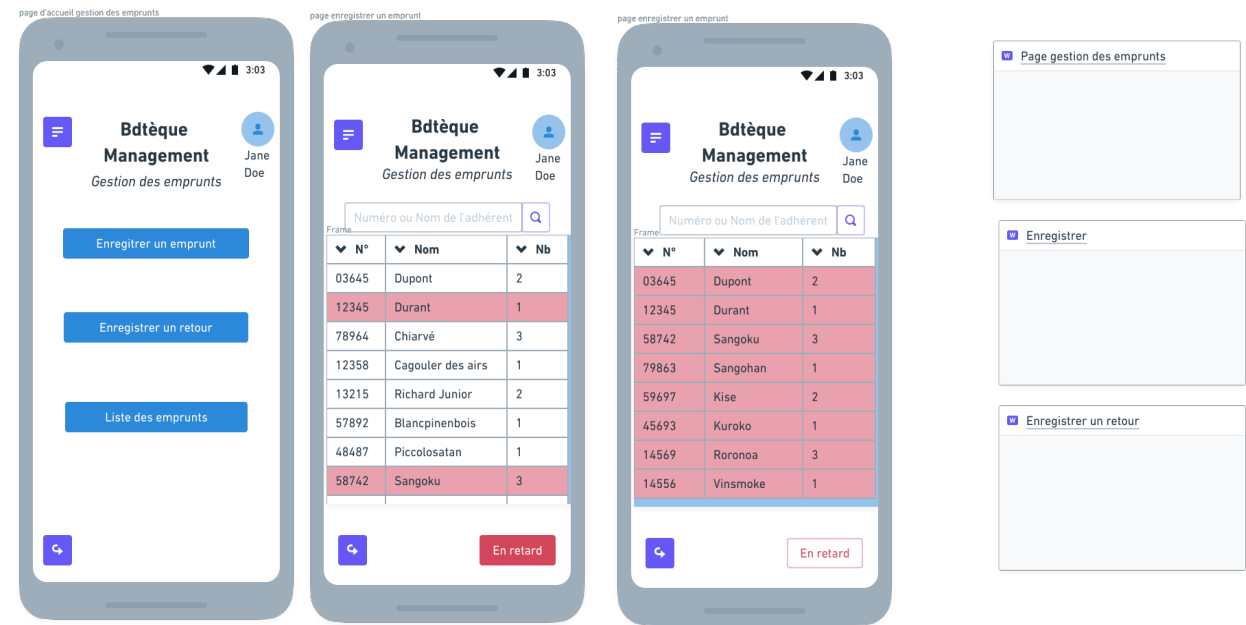 page d'accueil gestion des emprunts
3:03
Bdtèque
Management
Gestion des emprunts
Jane
Doe
Enregitrer un emprunt
Enregistrer un retour
Liste des emprunts
page enregistrer un emprunt
3:03
Bdtèque
Management
Gestion des emprunts
Jane
Doe
Numéro ou Nom de l'adhérent
Frame
N° Nom Nb
03645 Dupont 2
12345 Durant 1
78964 Chiarvé 3
12358 Cagouler des airs 1
13215 Richard Junior 2
57892 Blancpinenbois 1
48487 Piccolosatan 1
58742 Sangoku 3
En retard
page enregistrer un emprunt
3:03
Bdtèque
Management
Gestion des emprunts
Jane
Doe
Numéro ou Nom de l'adhérent
Frame
N° Nom Nb
03645 Dupont 2
12345 Durant 1
58742 Sangoku 3
79863 Sangohan 1
59697 Kise 2
45693 Kuroko 1
14569 Roronoa 3
14556 Vinsmoke 1
En retard
W Page gestion des emprunts
W Enregistrer
W Enregistrer un retour